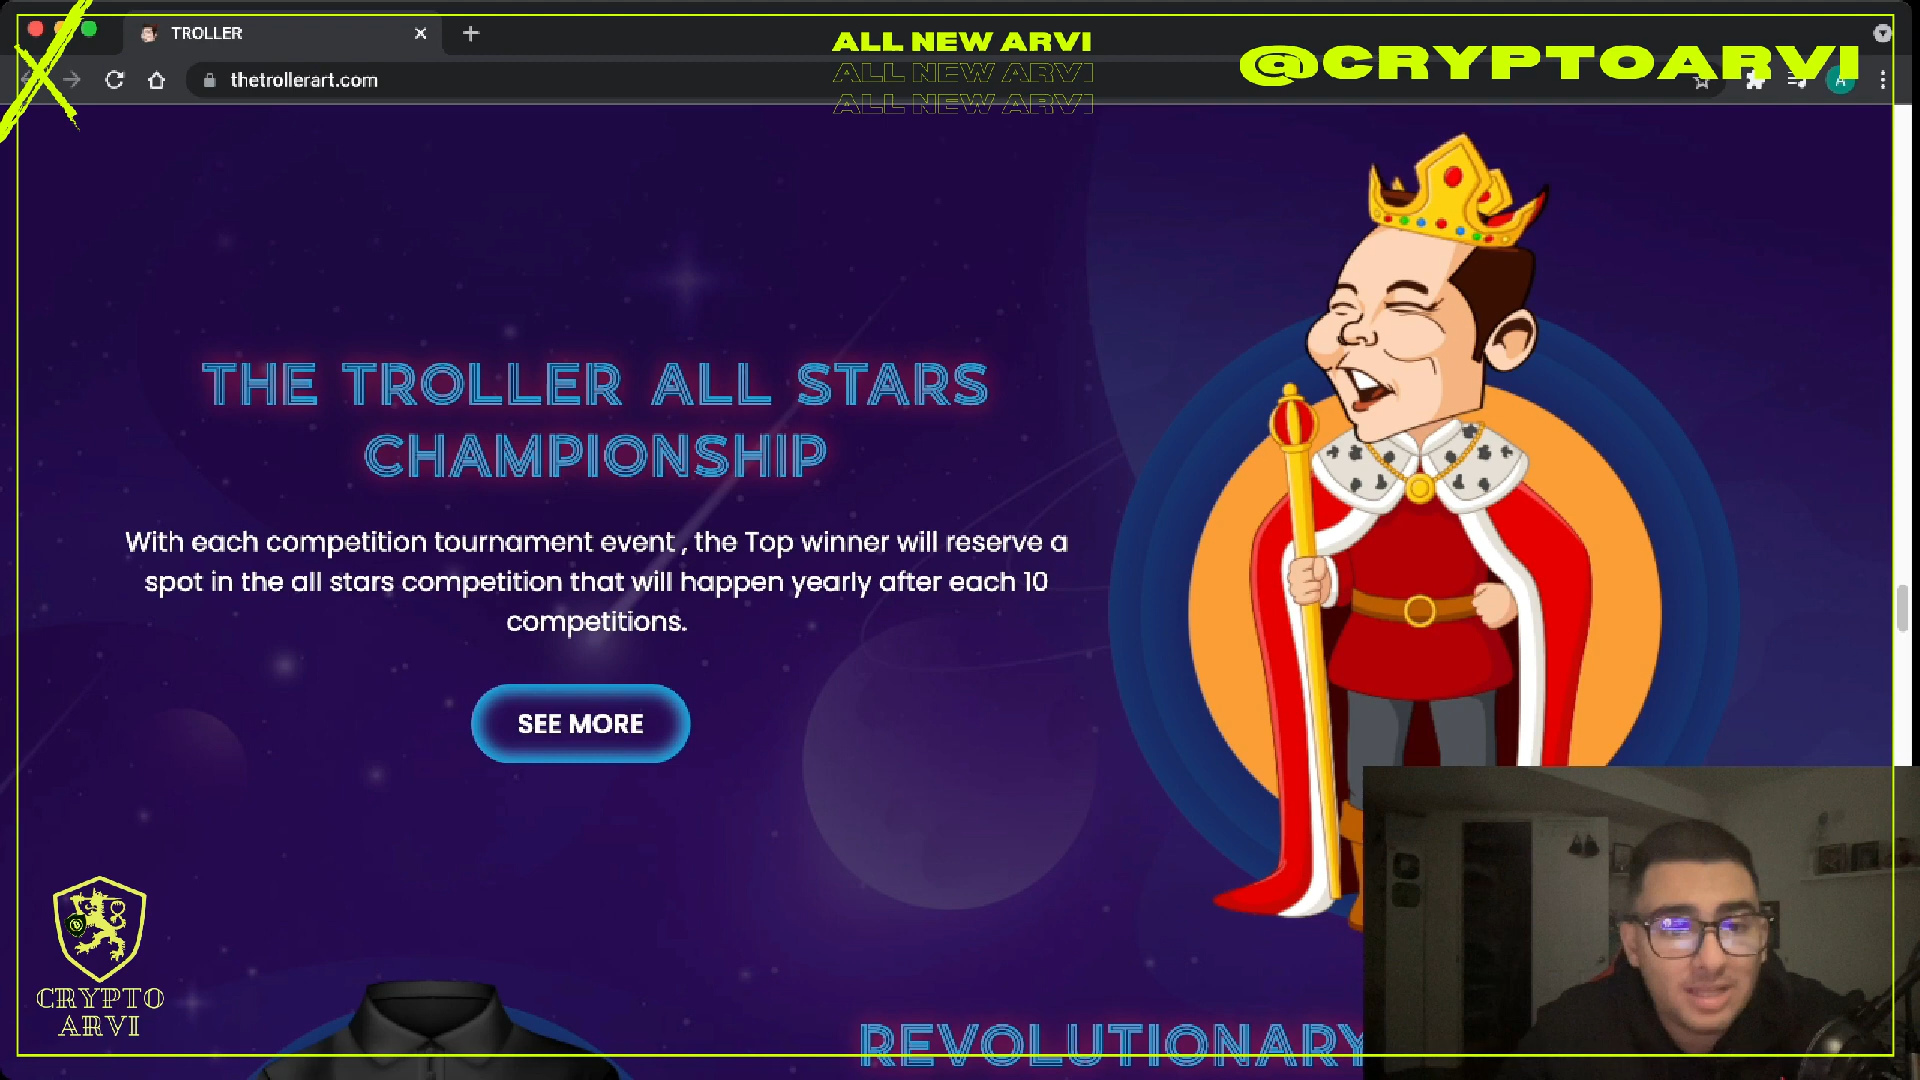 TROLLER
ALL NEW ARVI
ALL NEW ARVI
ALL NEW ARVI
@CRYPTOARVI
thetrollerart.com
A
THE TROLLER ALL STARS
CHAMPIONSHIP
With each competition tournament event , the Top winner will reserve a
spot in the all stars competition that will happen yearly after each 10
competitions.
SEE MORE
CRYPTO
ARVI
REVOLUTIONARY